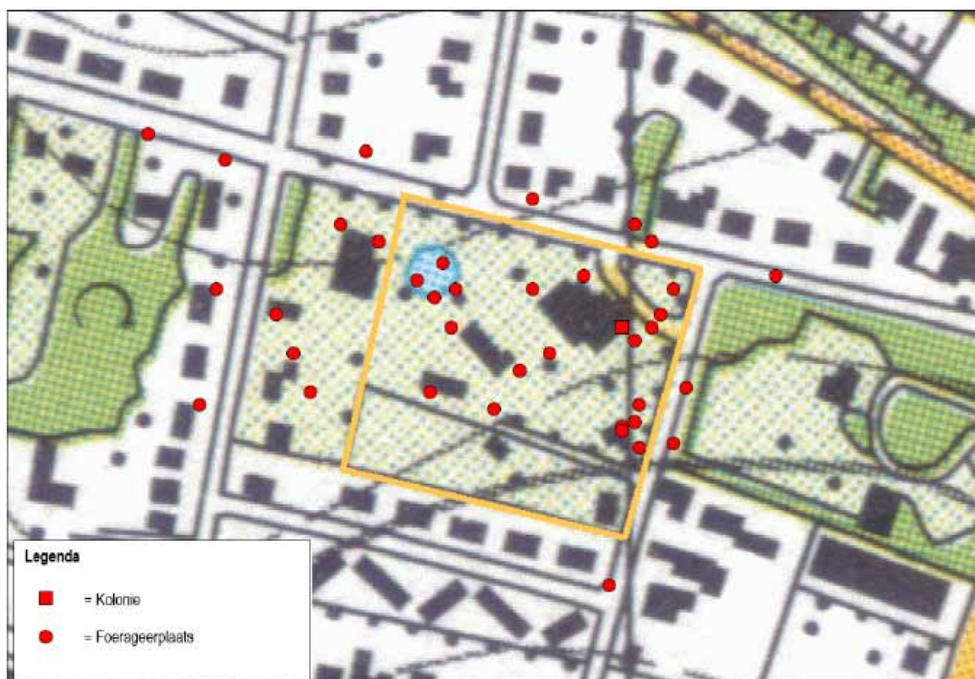 Legenda
= Kolonie
= Foerageerplaats